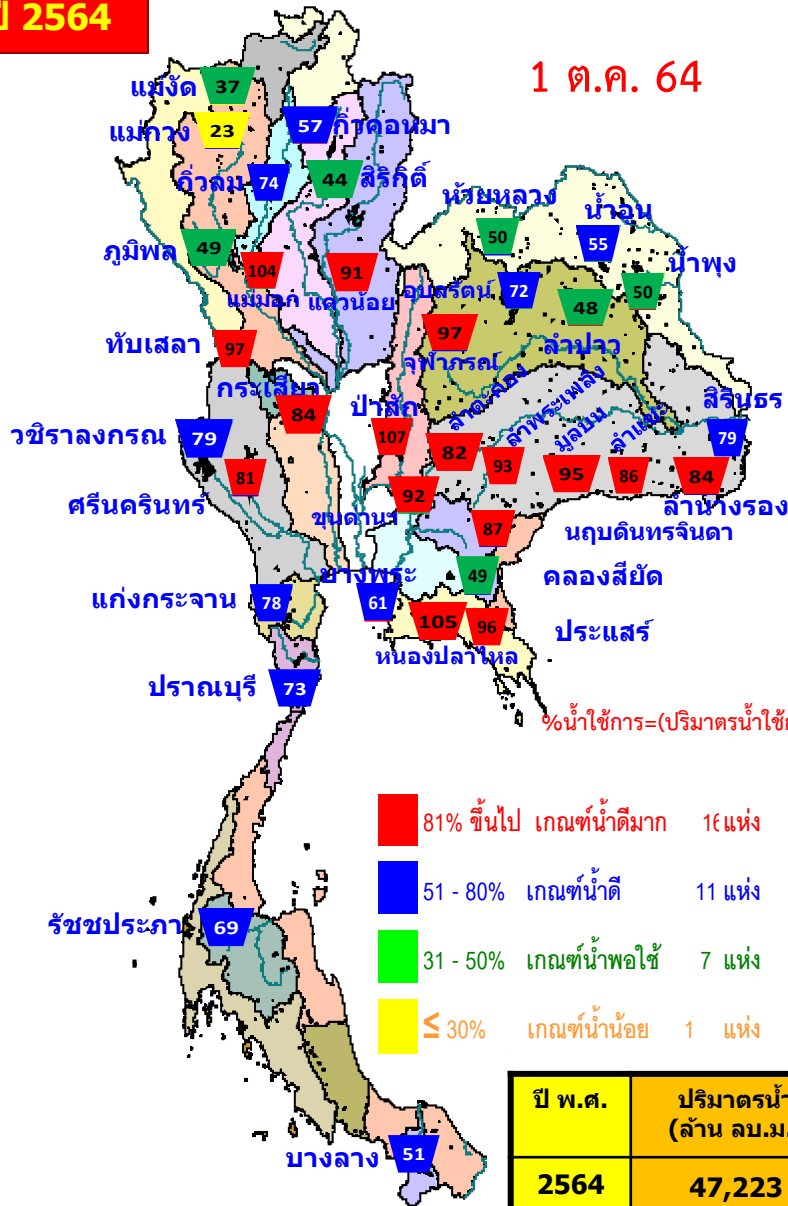 ปี 2564
1 ต.ค. 64
แม่งัด 37
แม่กวง 23
57 กิ่วคอหมา
กิ่วลม 74
44 สิริกิติ์
ห้วยหลวง 50
น้ำอูน 55
ภูมิพล 49
104 แม่มอก
91 แควน้อย
อุบลรัตน์ 72
48 ลำปาว
น้ำพุง 50
ทับเสลา 97
97 จุฬาภรณ์
กระเสียว 84
ป่าสัก 107
ลำตะคอง 82
ลำพระเพลิง 93
มูลบน 95
ลำแชะ 86
สิรินธร 79
84 ลำนางรอง
วชิราลงกรณ 79
ศรีนครินทร์ 81
92 ขุนด่านฯ
87 นฤบดินทรจินดา
49 คลองสียัด
แก่งกระจาน 78
บางพระ 61
105 หนองปลาไหล
96 ประแสร์
ปราณบุรี 73
%น้ำใช้การ=(ปริมาตรน้ำใช้
81% ขึ้นไป เกณฑ์น้ำดีมาก 16 แห่ง
51 - 80% เกณฑ์น้ำดี 11 แห่ง
31 - 50% เกณฑ์น้ำพอใช้ 7 แห่ง
≤ 30% เกณฑ์น้ำน้อย 1 แห่ง
รัชชประภา 69
บางลาง 51
ปี พ.ศ. ปริมาตรน้ำ
(ล้าน ลบ.ม.
2564 47,223